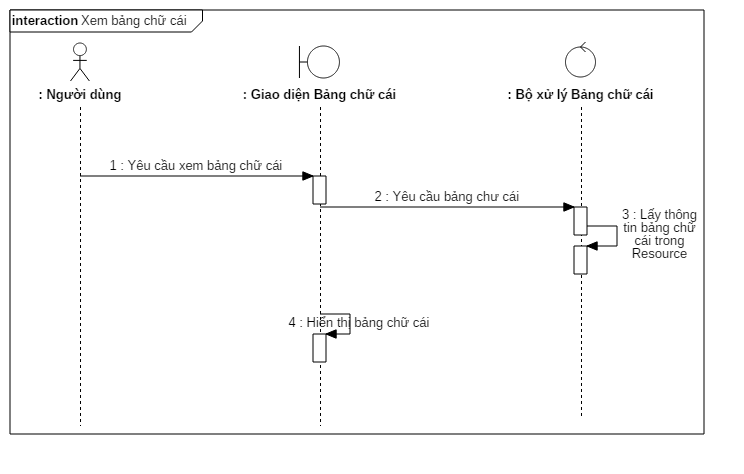 interaction Xem bảng chữ cái
: Người dùng
: Giao diện Bảng chữ cái
: Bộ xử lý Bảng chữ cái
1 : Yêu cầu xem bảng chữ cái
2 : Yêu cầu bảng chư cái
3 : Lấy thông
tin bảng chữ
cái trong
Resource
4 : Hiển thị bảng chữ cái